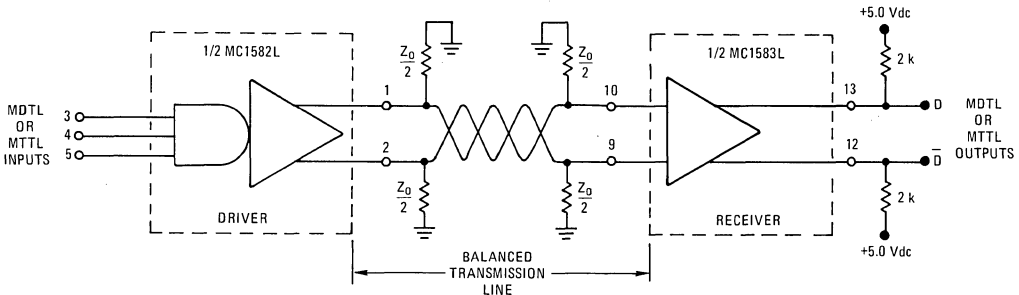 +5.0 Vdc
1/2 MC1582L
1/2 MC1583L
Z0
2
Z0
2
2 k
MDTL
OR
MTTL
INPUTS
3
4
5
1
2
10
9
13
12
D
D̅
MDTL
OR
MTTL
OUTPUTS
Z0
2
Z0
2
2 k
DRIVER
RECEIVER
+5.0 Vdc
BALANCED
TRANSMISSION
LINE